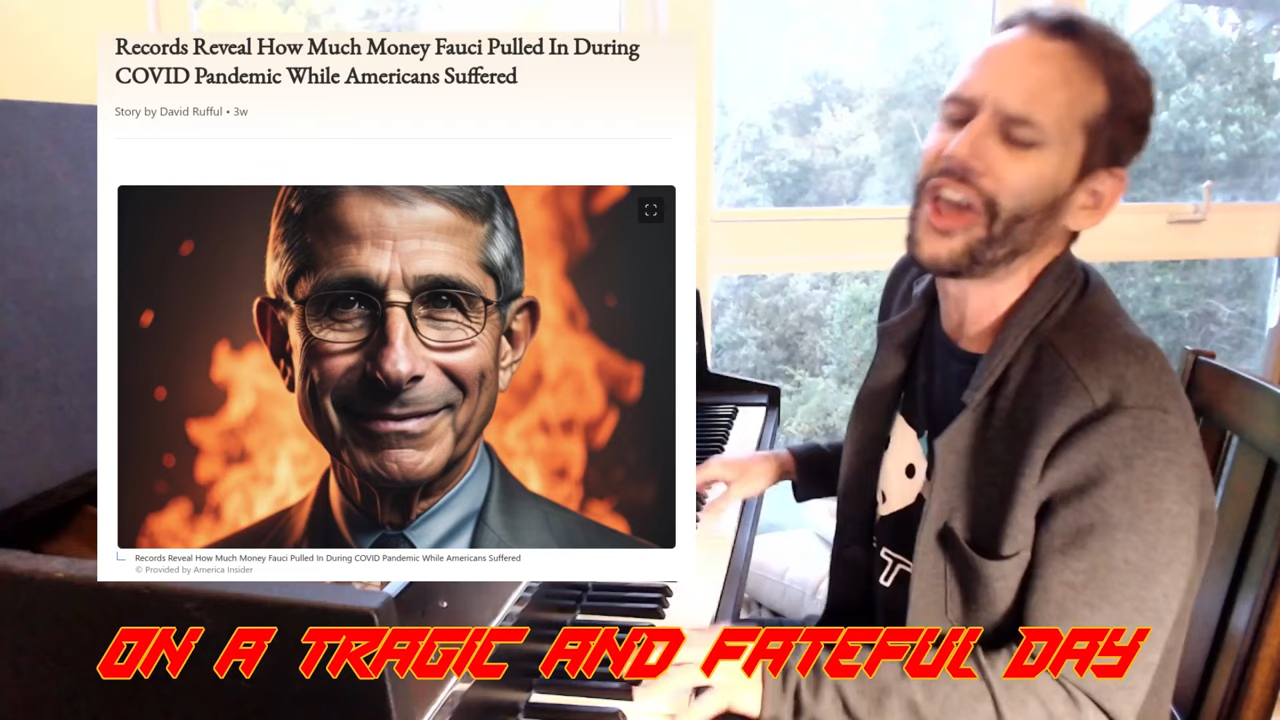 Records Reveal How Much Money Fauci Pulled In During
COVID Pandemic While Americans Suffered
Story by David Rufful • 3w
Records Reveal How Much Money Fauci Pulled In During COVID Pandemic While Americans Suffered
© Provided by America Insider
T
ON A TRAGIC AND FATEFUL DAY